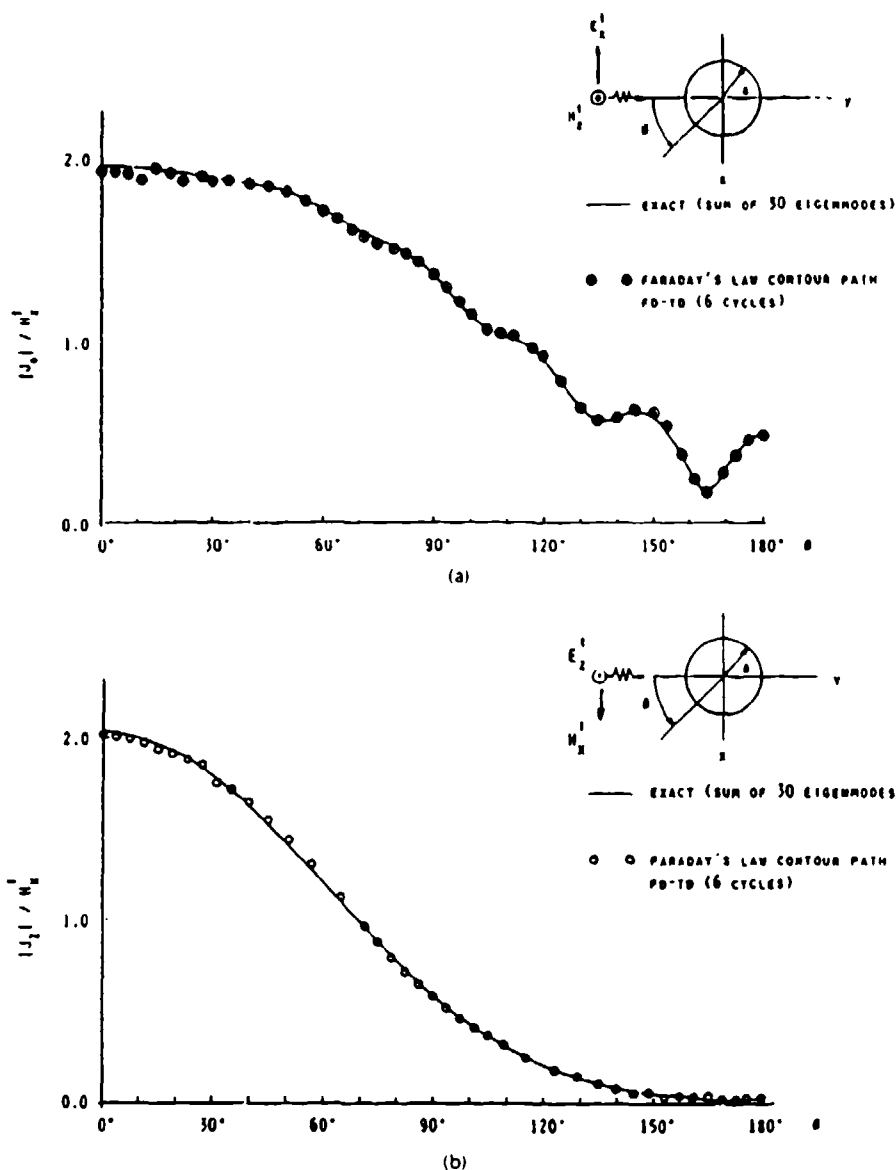 E_x^i
H_z^i
a
Y
ø
X
—— EXACT (SUM OF 30 EIGENMODES)
● ● FARADAY'S LAW CONTOUR PATH
FD-TD (6 CYCLES)
|J_φ| / H_z^i
2.0
1.0
0.0
0° 30° 60° 90° 120° 150° 180° ø
(a)
E_z^i
H_x^i
a
Y
ø
X
—— EXACT (SUM OF 30 EIGENMODES
○ ○ FARADAY'S LAW CONTOUR PATH
FD-TD (6 CYCLES)
|J_z| / H_x^i
2.0
1.0
0.0
0° 30° 60° 90° 120° 150° 180° ø
(b)